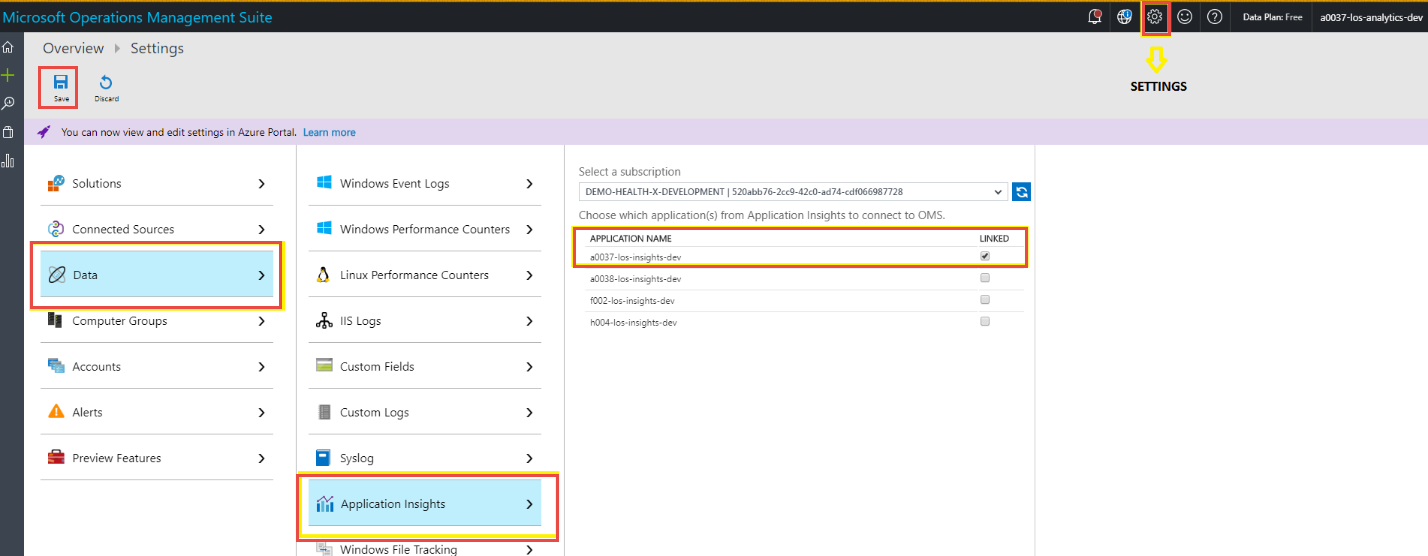 Microsoft Operations Management Suite
Data Plan: Free
a0037-los-analytics-dev
Overview
Settings
SETTINGS
Save
Discard
You can now view and edit settings in Azure Portal. Learn more
Solutions
Connected Sources
Data
Computer Groups
Accounts
Alerts
Preview Features
Windows Event Logs
Windows Performance Counters
Linux Performance Counters
IIS Logs
Custom Fields
Custom Logs
Syslog
Application Insights
Windows File Tracking
Select a subscription
DEMO-HEALTH-X-DEVELOPMENT | 520abb76-2cc9-42c0-ad74-cdf066987728
Choose which application(s) from Application Insights to connect to OMS.
APPLICATION NAME LINKED
a0037-los-insights-dev
a0038-los-insights-dev
f002-los-insights-dev
h004-los-insights-dev